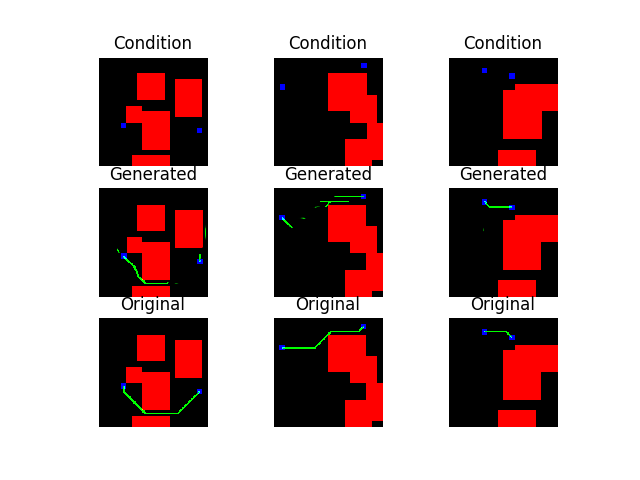 Condition Condition Condition
Generated Generated Generated
Original Original Original